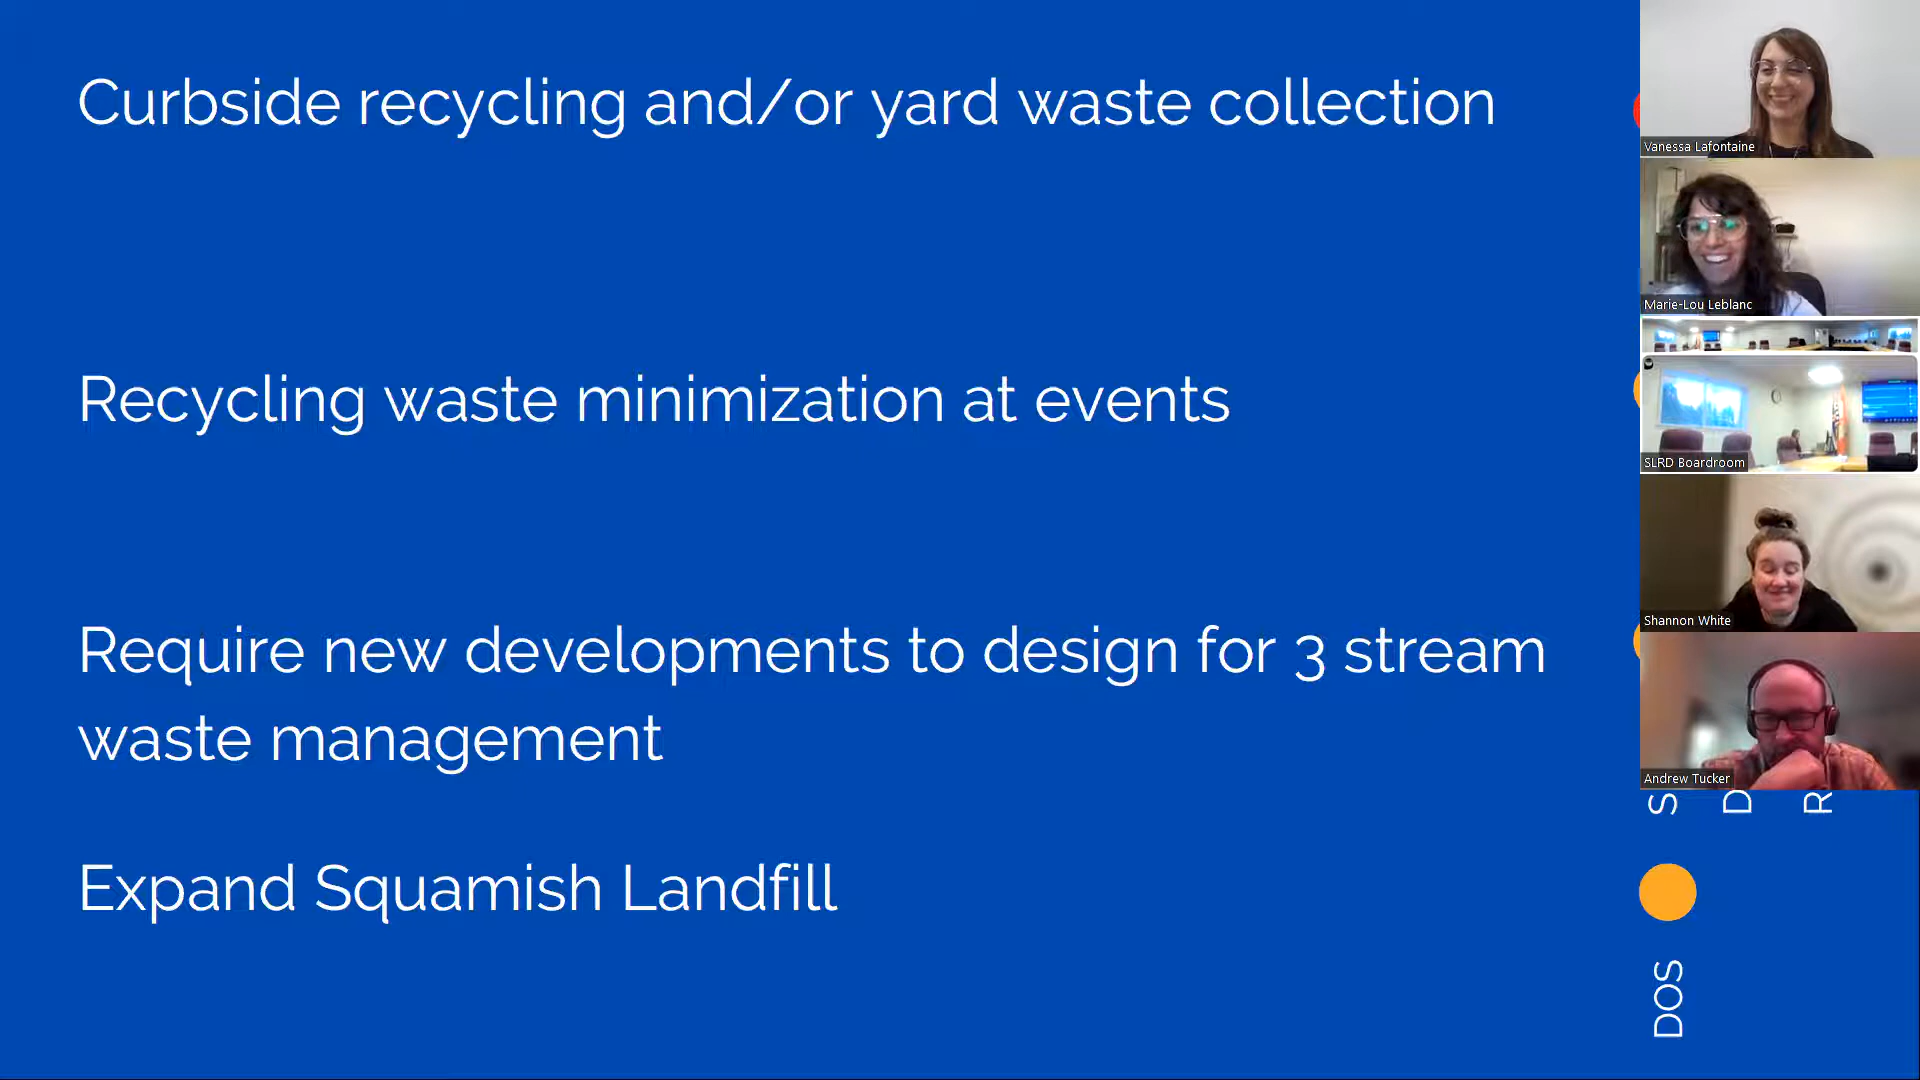 Curbside recycling and/or yard waste collection
Recycling waste minimization at events
Require new developments to design for 3 stream
waste management
Expand Squamish Landfill
Vanessa Lafontaine
Marie-Lou Leblanc
SLRD Boardroom
Shannon White
Andrew Tucker
S
D
R
DOS